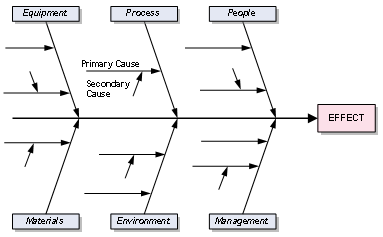 Equipment
Process
People
Primary Cause
Secondary
Cause
EFFECT
Materials
Environment
Management